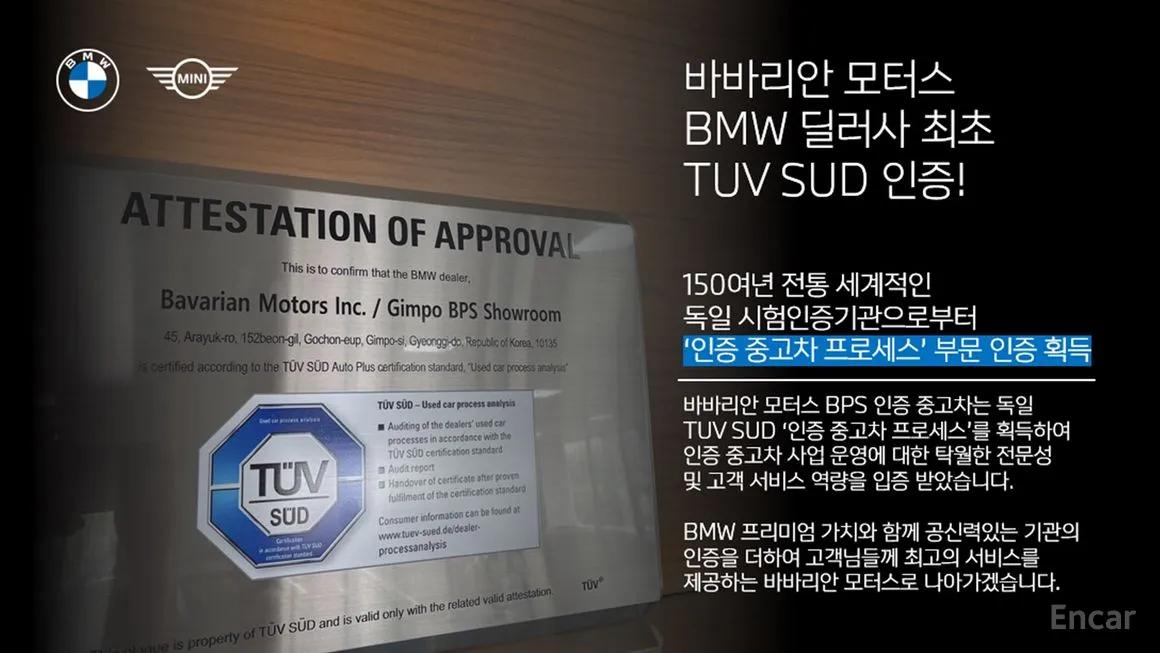 BMW
MINI
바바리안 모터스
BMW 딜러사 최초
TUV SUD 인증!
150여년 전통 세계적인
독일 시험인증기관으로부터
‘인증 중고차 프로세스’ 부문 인증 획득
바바리안 모터스 BPS 인증 중고차는 독일
TUV SUD ‘인증 중고차 프로세스’를 획득하여
인증 중고차 사업 운영에 대한 탁월한 전문성
및 고객 서비스 역량을 입증 받았습니다.
BMW 프리미엄 가치와 함께 공신력있는 기관의
인증을 더하여 고객님들께 최고의 서비스를
제공하는 바바리안 모터스로 나아가겠습니다.
ATTESTATION OF APPROVAL
This is to confirm that the BMW dealer,
Bavarian Motors Inc. / Gimpo BPS Showroom
45, Arayuk-ro, 152beon-gil, Gochon-eup, Gimpo-si, Gyeonggi-do, Republic of Korea, 10135
is certified according to the TÜV SÜD Auto Plus certification standard, "Used car process analysis"
Used car process analysis
TÜV
SÜD
Certification
in accordance with TÜV SÜD
certification standard
TÜV SÜD – Used car process analysis
Auditing of the dealers' used car
processes in accordance with the
TÜV SÜD certification standard
Audit report
Handover of certificate after proven
fulfilment of the certification standard
Consumer information can be found at
www.tuev-sued.de/dealer-
processanalysis
TÜV®
plaque is property of TÜV SÜD and is valid only with the related valid attestation.
Encar